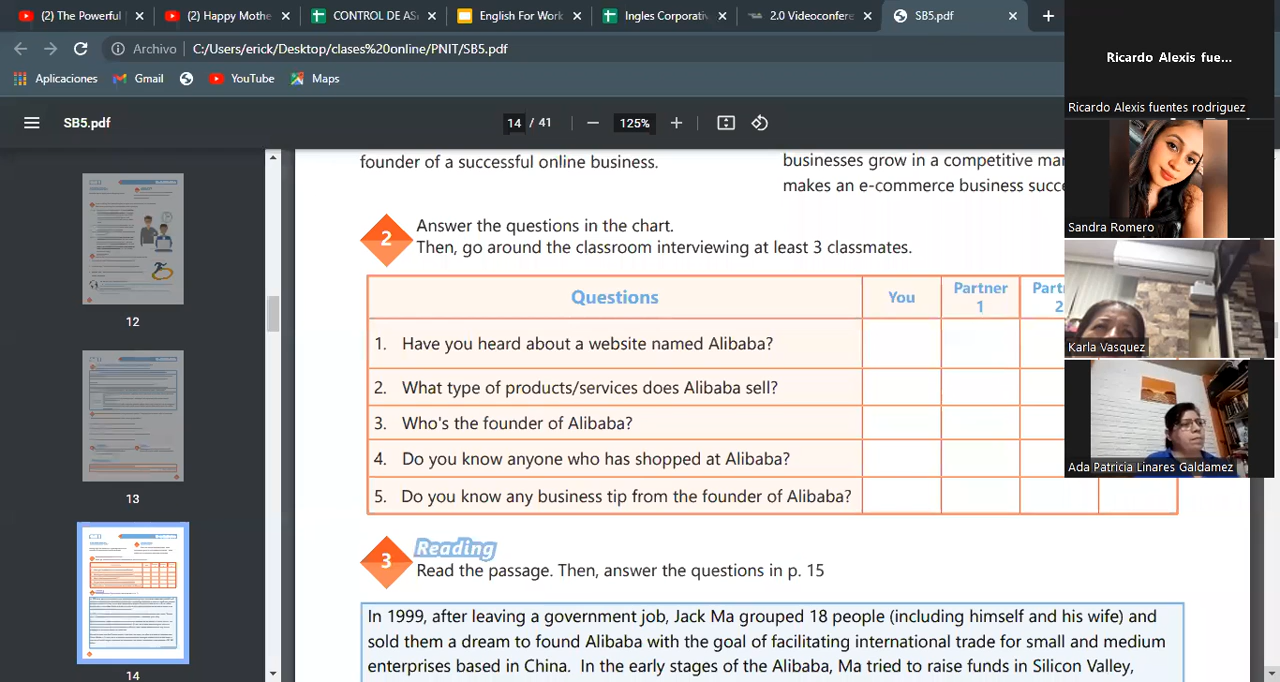 (2) The Powerful
(2) Happy Mothe
CONTROL DE AS
English For Work
Ingles Corporativ
2.0 Videoconfere
SB5.pdf
Archivo C:/Users/erick/Desktop/clases%20online/PNIT/SB5.pdf
Aplicaciones Gmail YouTube Maps
SB5.pdf 14 / 41 125%
12
13
14
founder of a successful online business.
businesses grow in a competitive mar
makes an e-commerce business succe
2 Answer the questions in the chart.
Then, go around the classroom interviewing at least 3 classmates.
Questions You Partner 1 Partn 2
1. Have you heard about a website named Alibaba?
2. What type of products/services does Alibaba sell?
3. Who's the founder of Alibaba?
4. Do you know anyone who has shopped at Alibaba?
5. Do you know any business tip from the founder of Alibaba?
3 Reading
Read the passage. Then, answer the questions in p. 15
In 1999, after leaving a government job, Jack Ma grouped 18 people (including himself and his wife) and
sold them a dream to found Alibaba with the goal of facilitating international trade for small and medium
enterprises based in China. In the early stages of the Alibaba, Ma tried to raise funds in Silicon Valley,
Ricardo Alexis fue...
Ricardo Alexis fuentes rodriguez
Sandra Romero
Karla Vasquez
Ada Patricia Linares Galdamez